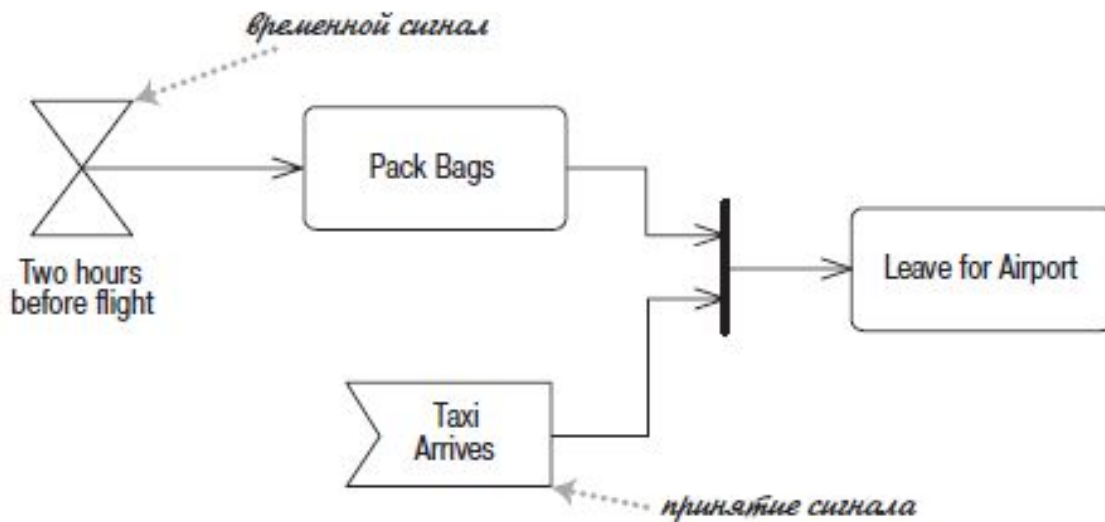 временной сигнал
Pack Bags
Two hours
before flight
Leave for Airport
Taxi
Arrives
принятие сигнала